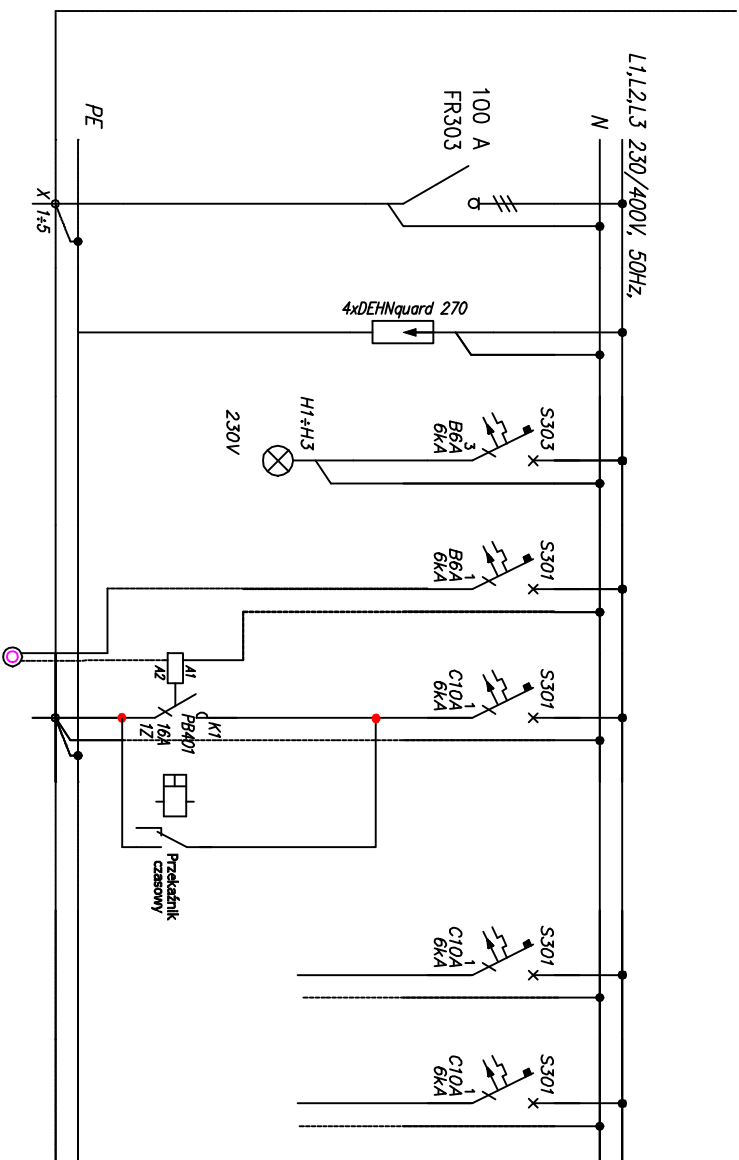 L1,L2,L3 230/400V, 50Hz,
N
PE
100 A
FR303
X 1÷5
4xDEHNquard 270
S303
B6A 3
6kA
H1÷H3
230V
S301
B6A 1
6kA
S301
C10A 1
6kA
A1
A2
K1
PB401
16A
1Z
Przekaźnik
czasowy
S301
C10A 1
6kA
S301
C10A 1
6kA